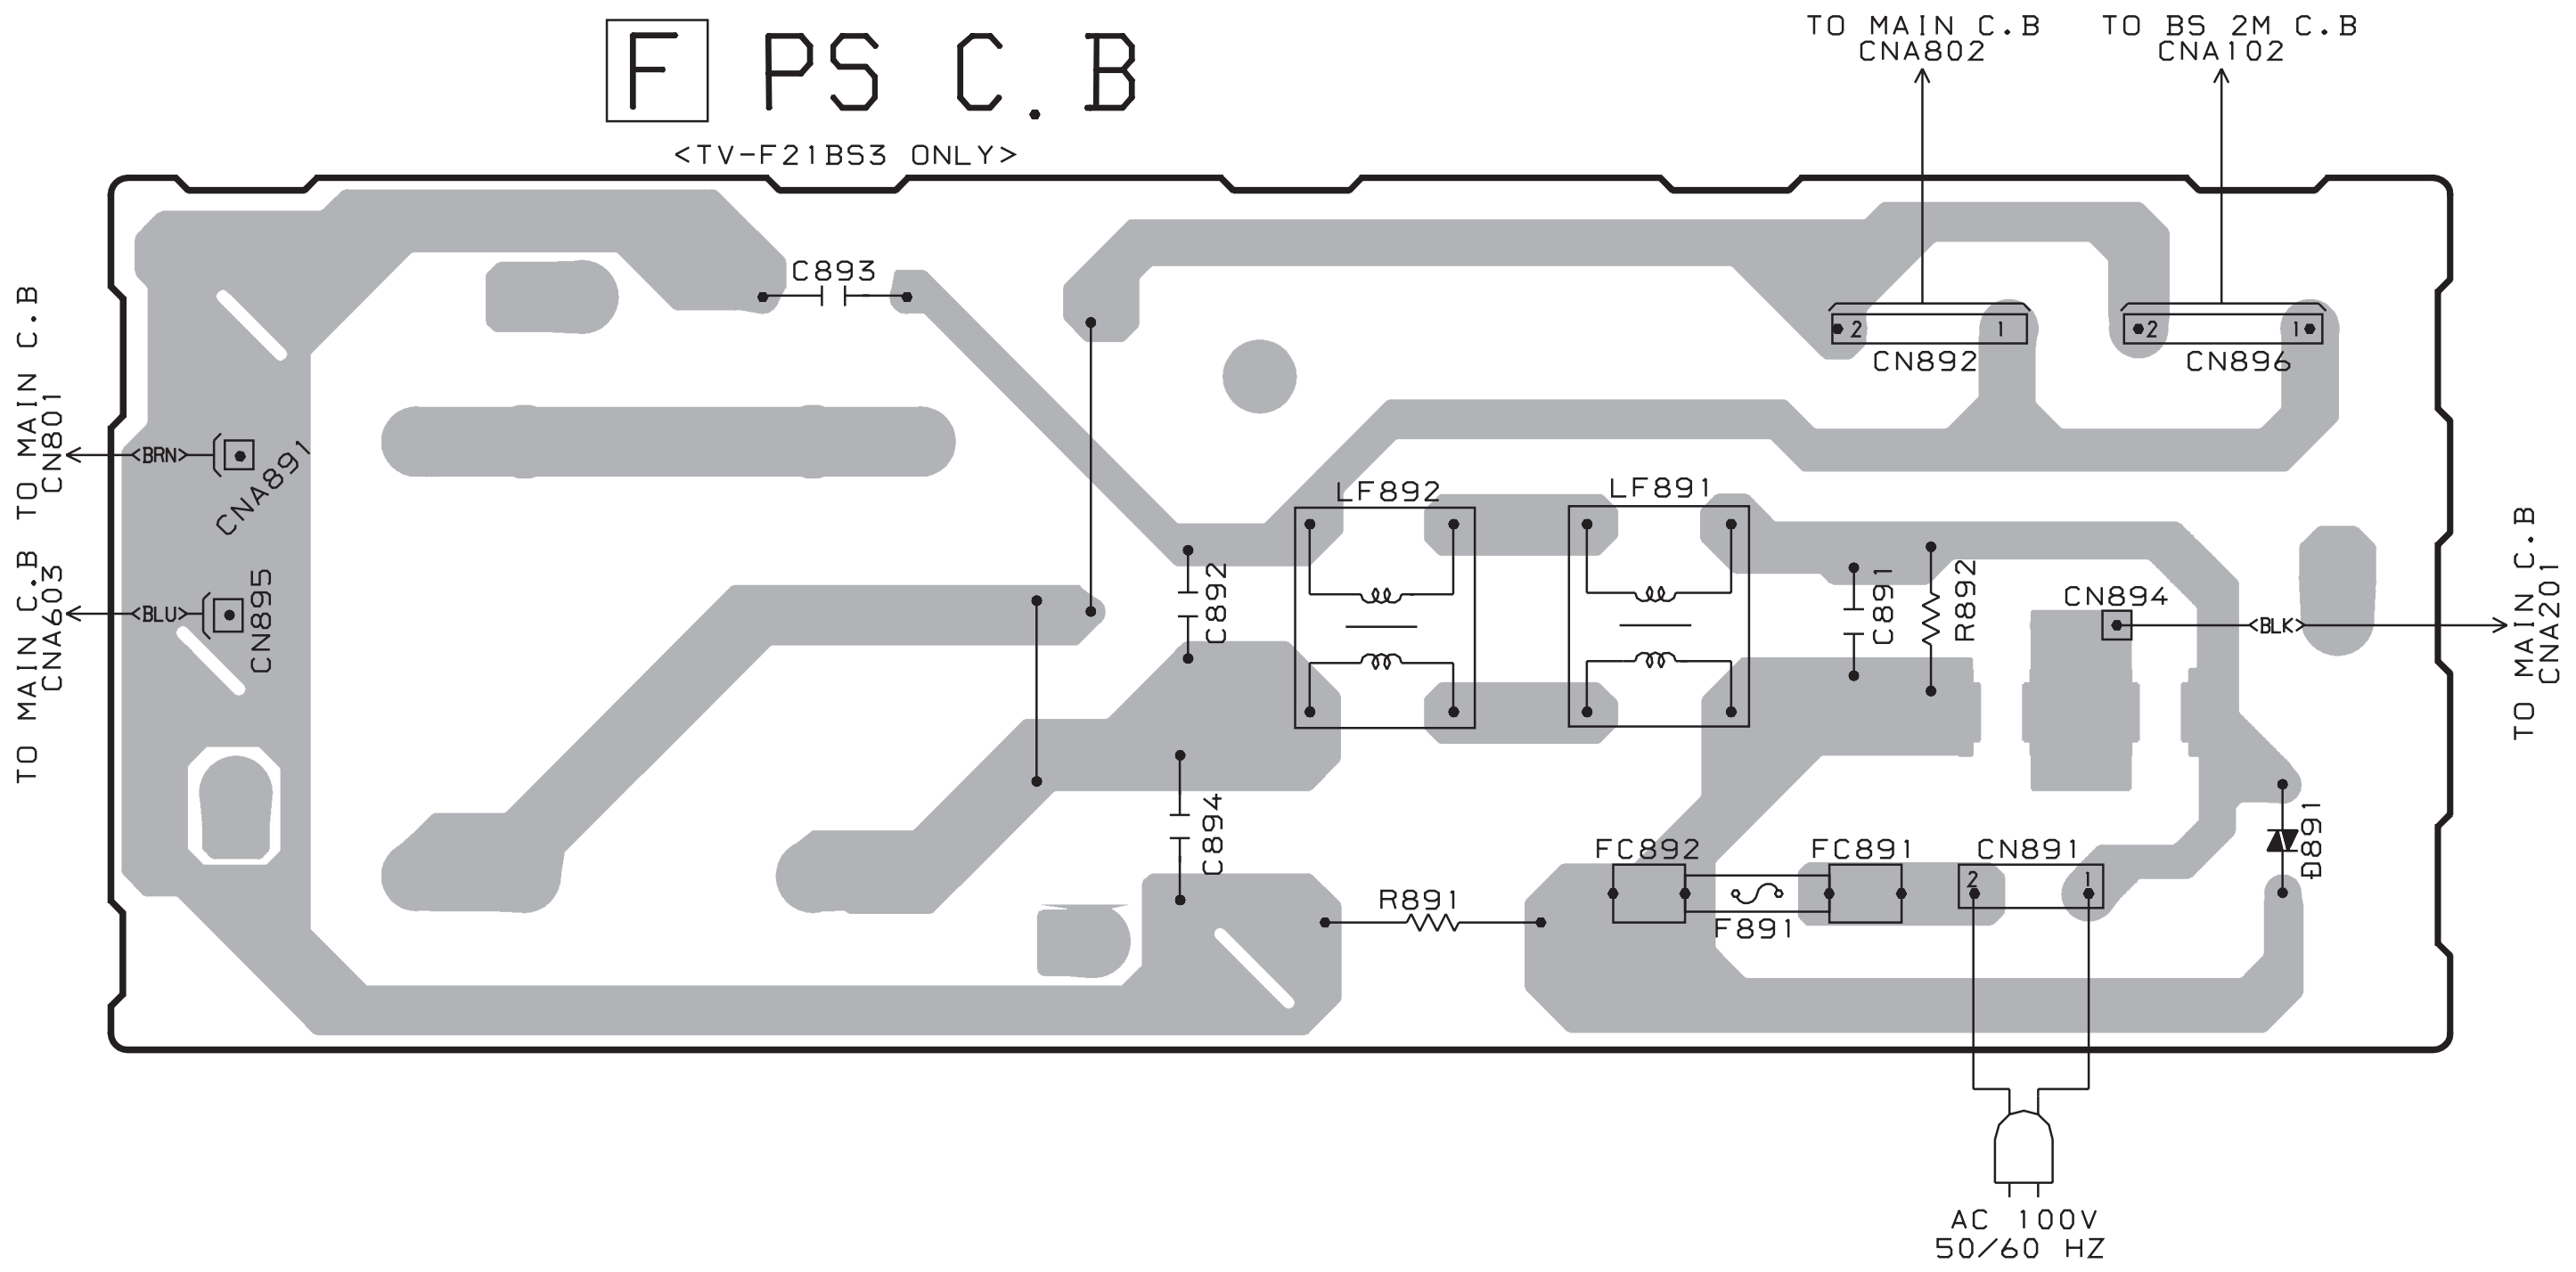 F PS C.B
<TV-F21BS3 ONLY>
TO MAIN C.B
CNA802
TO BS 2M C.B
CNA102
C893
2 1
CN892
2 1
CN896
TO MAIN C.B
CN801
<BRN>
CNA891
TO MAIN C.B
CNA603
<BLU>
CN895
LF892
LF891
C892
C891
R892
CN894
<BLK>
TO MAIN C.B
CNA201
C894
R891
FC892
FC891
F891
CN891
2 1
D891
AC 100V
50/60 HZ